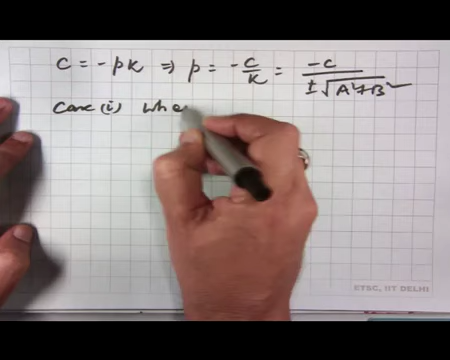 C = - pK ⇒ p = -C/K = -C/±√A²+B²
Case (i) Whe
ETSC, IIT DELHI